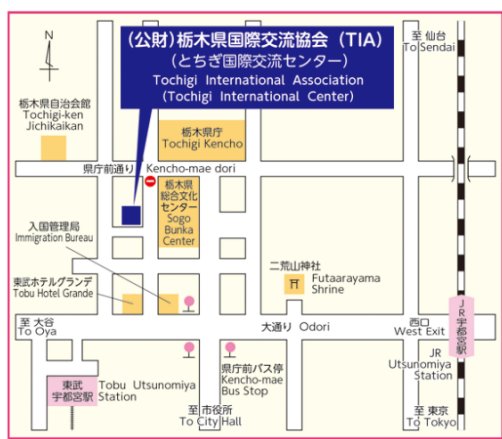 N
(公財)栃木県国際交流協会 (TIA)
(とちぎ国際交流センター)
Tochigi International Association
(Tochigi International Center)
至 仙台
To Sendai
栃木県自治会館
Tochigi-ken
Jichikaikan
栃木県庁
Tochigi Kencho
県庁前通り Kencho-mae dori
栃木県
総合文化
センター
Sogo
Bunka
Center
入国管理局
Immigration Bureau
東武ホテルグランデ
Tobu Hotel Grande
二荒山神社
Futaarayama
Shrine
至 大谷
To Oya
大通り Odori
西口
West Exit
JR宇都宮駅
JR
Utsunomiya
Station
東武
宇都宮駅
Tobu Utsunomiya
Station
県庁前バス停
Kencho-mae
Bus Stop
至 市役所
To City Hall
至 東京
To Tokyo